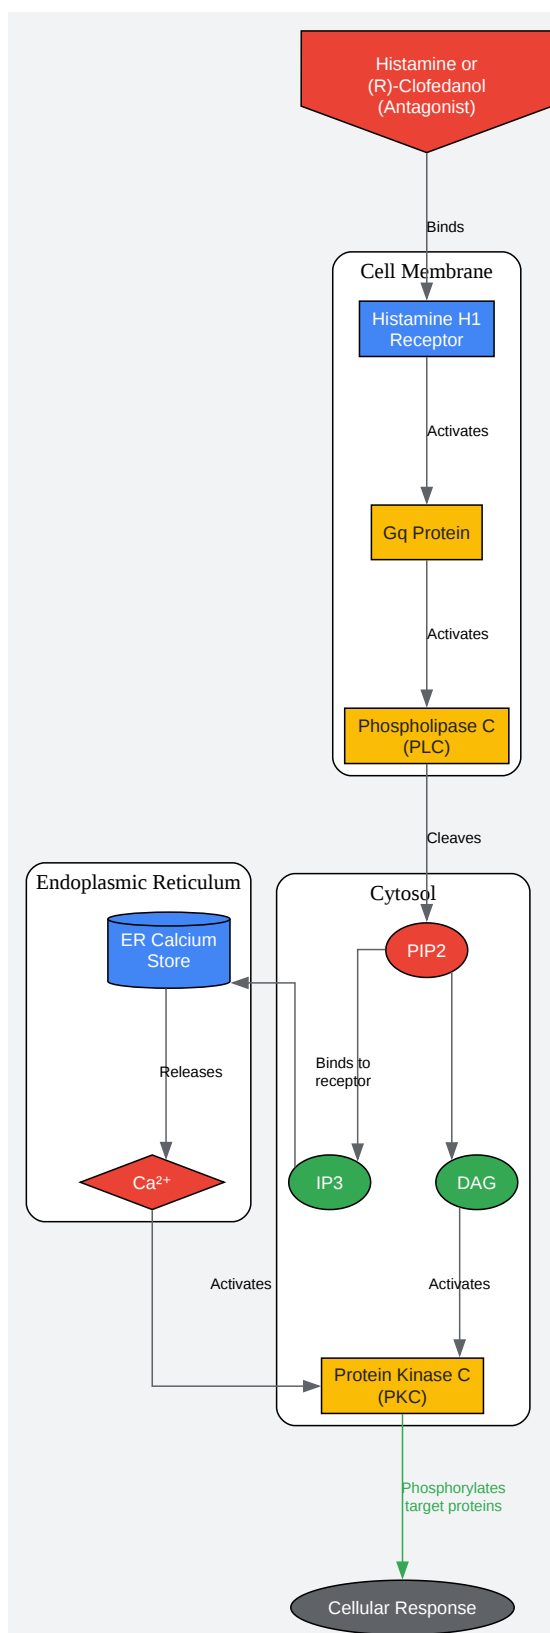 Histamine or
(R)-Clofedanol
(Antagonist)
Binds
Cell Membrane
Histamine H1
Receptor
Activates
Gq Protein
Activates
Phospholipase C
(PLC)
Cleaves
Endoplasmic Reticulum
Cytosol
ER Calcium
Store
PIP2
Releases
Binds to
receptor
Ca²⁺
IP3
DAG
Activates
Activates
Protein Kinase C
(PKC)
Phosphorylates
target proteins
Cellular Response